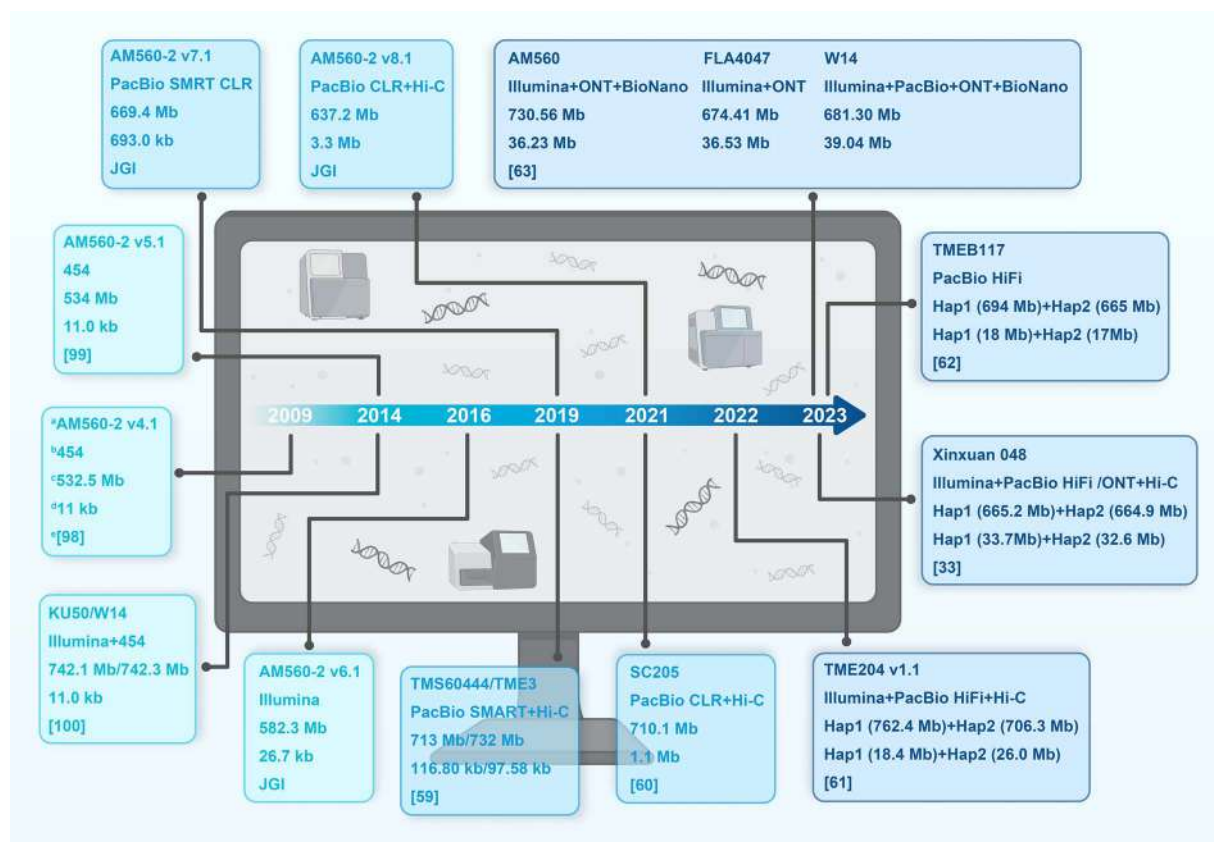 AM560-2 v7.1
PacBio SMRT CLR
669.4 Mb
693.0 kb
JGI
AM560-2 v8.1
PacBio CLR+Hi-C
637.2 Mb
3.3 Mb
JGI
AM560 FLA4047 W14
Illumina+ONT+BioNano Illumina+ONT Illumina+PacBio+ONT+BioNano
730.56 Mb 674.41 Mb 681.30 Mb
36.23 Mb 36.53 Mb 39.04 Mb
[63]
AM560-2 v5.1
454
534 Mb
11.0 kb
[99]
TMEB117
PacBio HiFi
Hap1 (694 Mb)+Hap2 (665 Mb)
Hap1 (18 Mb)+Hap2 (17Mb)
[62]
2009 2014 2016 2019 2021 2022 2023
ᵃAM560-2 v4.1
ᵇ454
ᶜ532.5 Mb
ᵈ11 kb
ᵉ[98]
Xinxuan 048
Illumina+PacBio HiFi /ONT+Hi-C
Hap1 (665.2 Mb)+Hap2 (664.9 Mb)
Hap1 (33.7Mb)+Hap2 (32.6 Mb)
[33]
KU50/W14
Illumina+454
742.1 Mb/742.3 Mb
11.0 kb
[100]
AM560-2 v6.1
Illumina
582.3 Mb
26.7 kb
JGI
TMS60444/TME3
PacBio SMART+Hi-C
713 Mb/732 Mb
116.80 kb/97.58 kb
[59]
SC205
PacBio CLR+Hi-C
710.1 Mb
1.1 Mb
[60]
TME204 v1.1
Illumina+PacBio HiFi+Hi-C
Hap1 (762.4 Mb)+Hap2 (706.3 Mb)
Hap1 (18.4 Mb)+Hap2 (26.0 Mb)
[61]